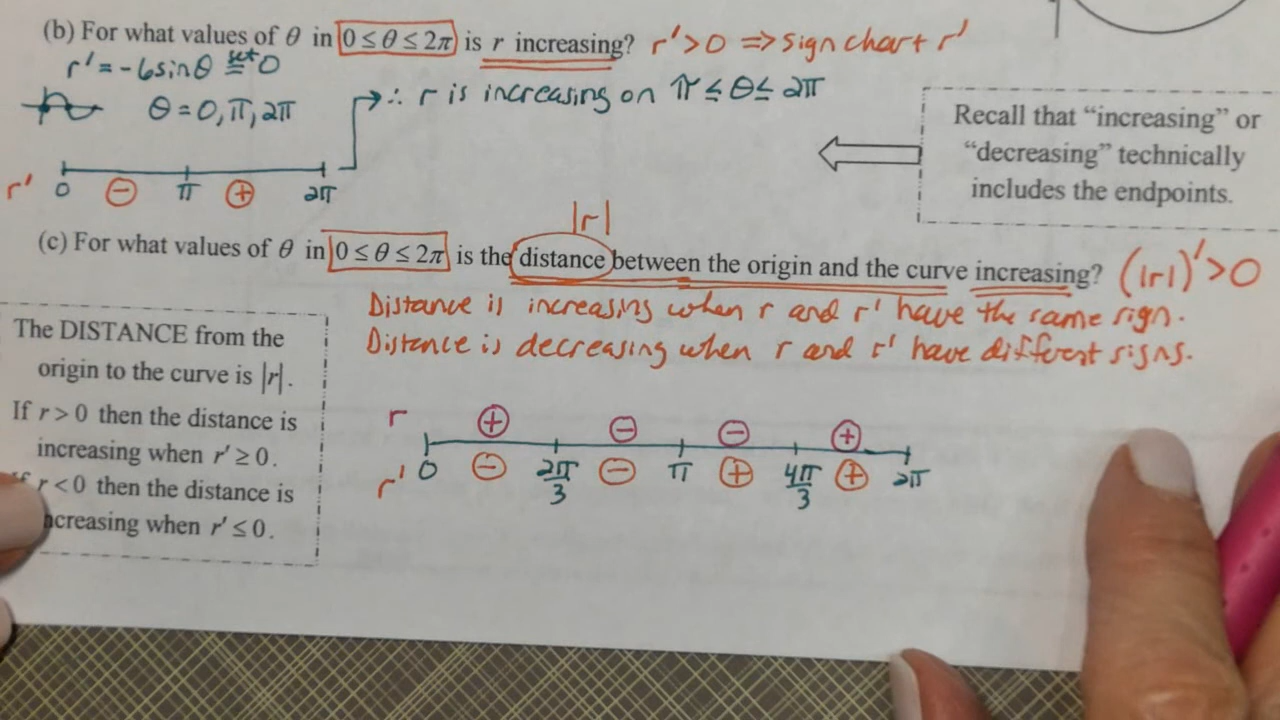 (b) For what values of θ in 0 ≤ θ ≤ 2π is r increasing? r' > 0 ⇒ sign chart r'
r' = -6sinθ set = 0
θ = 0, π, 2π
∴ r is increasing on π ≤ θ ≤ 2π
r' 0 − π + 2π
Recall that “increasing” or
“decreasing” technically
includes the endpoints.
|r|
(c) For what values of θ in 0 ≤ θ ≤ 2π is the distance between the origin and the curve increasing? (|r|)' > 0
Distance is increasing when r and r' have the same sign.
Distance is decreasing when r and r' have different signs.
The DISTANCE from the
origin to the curve is |r|.
If r > 0 then the distance is
increasing when r' ≥ 0.
r < 0 then the distance is
creasing when r' ≤ 0.
r + − − +
r' 0 − 2π/3 − π + 4π/3 + 2π